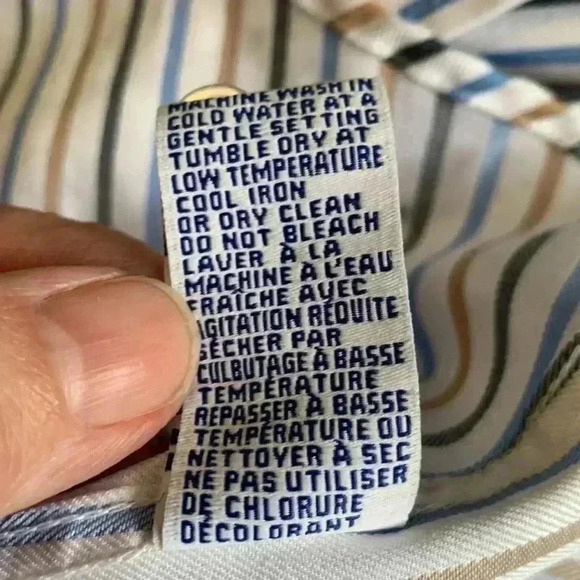 MACHINE WASH IN
COLD WATER AT A
GENTLE SETTING
TUMBLE DRY AT
LOW TEMPERATURE
COOL IRON
OR DRY CLEAN
DO NOT BLEACH
LAVER À LA
MACHINE À L'EAU
FRAÎCHE AVEC
AGITATION RÉDUITE
SÉCHER PAR
CULBUTAGE À BASSE
TEMPÉRATURE
REPASSER À BASSE
TEMPÉRATURE OU
NETTOYER À SEC
NE PAS UTILISER
DE CHLORURE
DÉCOLORANT